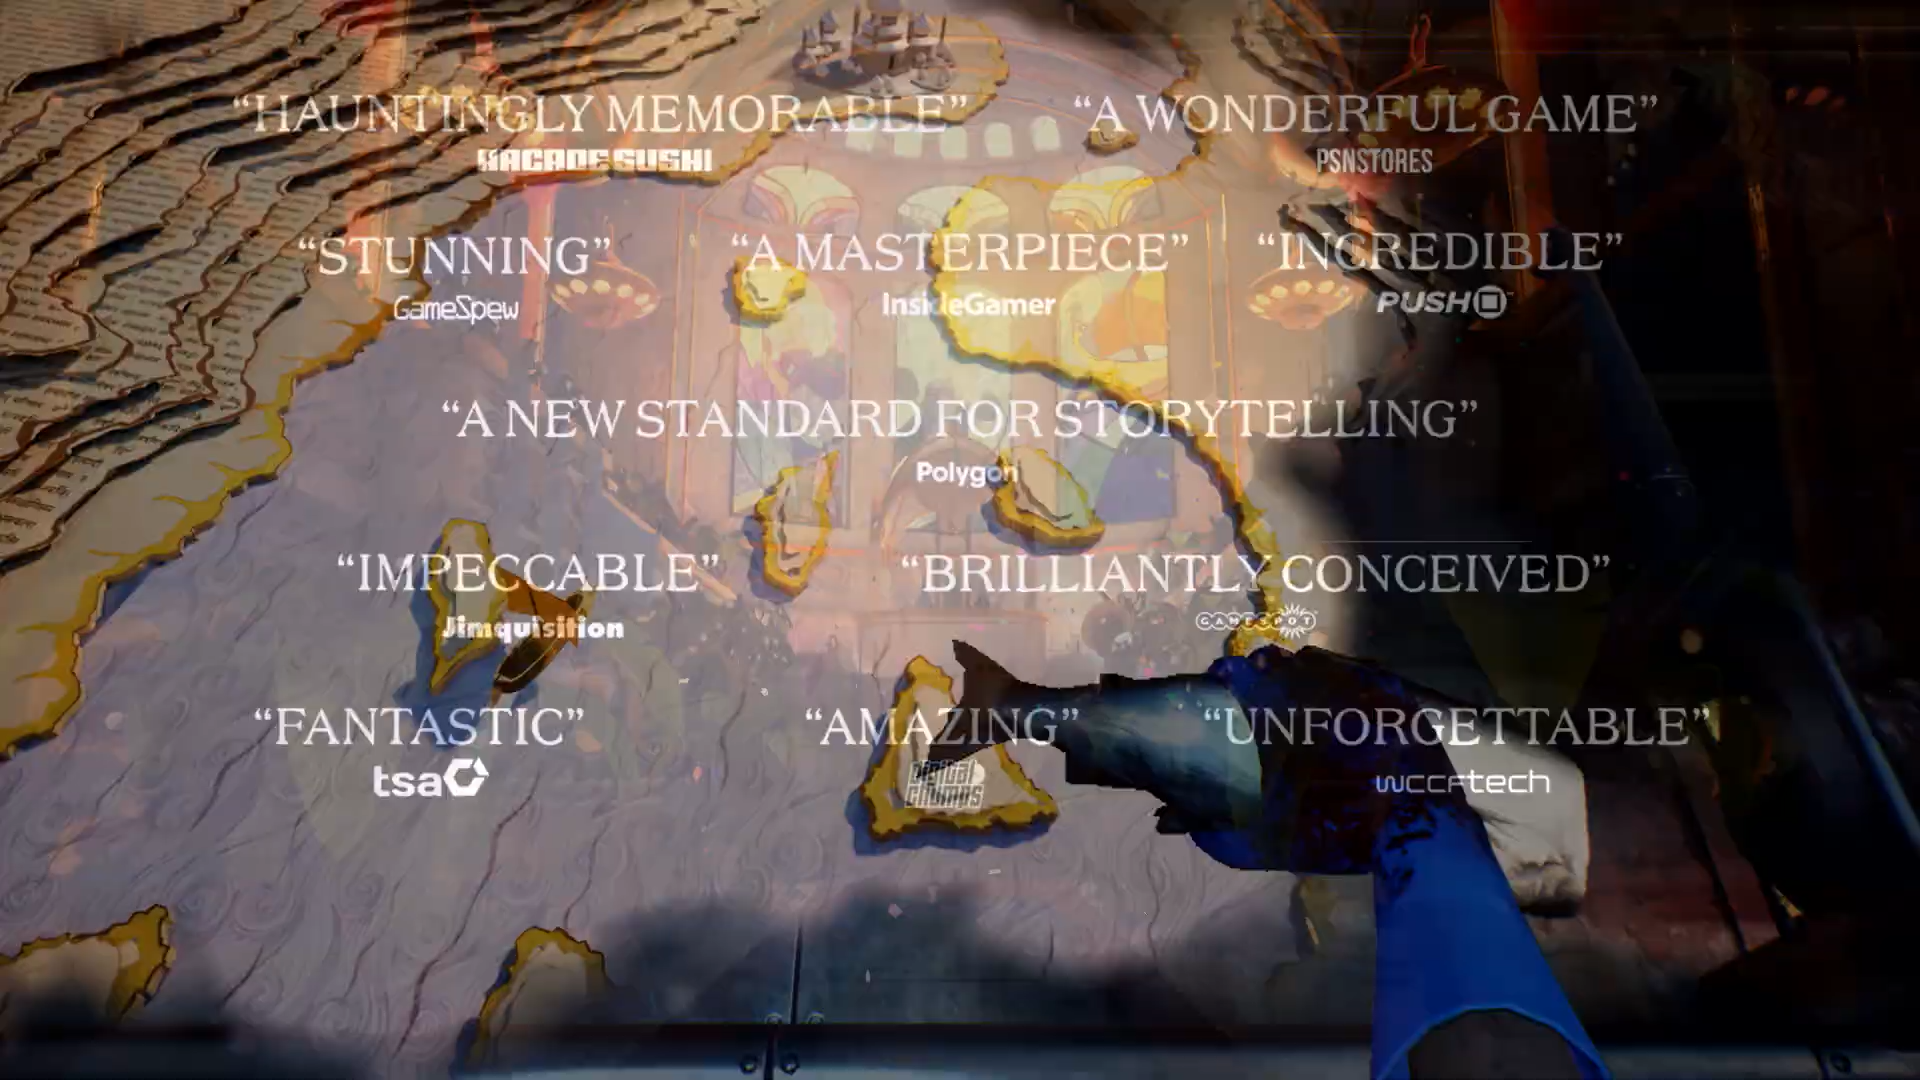 “HAUNTINGLY MEMORABLE”
ARCADE SUSHI
“A WONDERFUL GAME”
PSNSTORES
“STUNNING”
GameSpew
“A MASTERPIECE”
InsideGamer
“INCREDIBLE”
PUSH
“A NEW STANDARD FOR STORYTELLING”
Polygon
“IMPECCABLE”
Jimquisition
“BRILLIANTLY CONCEIVED”
GAMESPOT
“FANTASTIC”
tsa
“AMAZING”
Digital Chumps
“UNFORGETTABLE”
wccftech